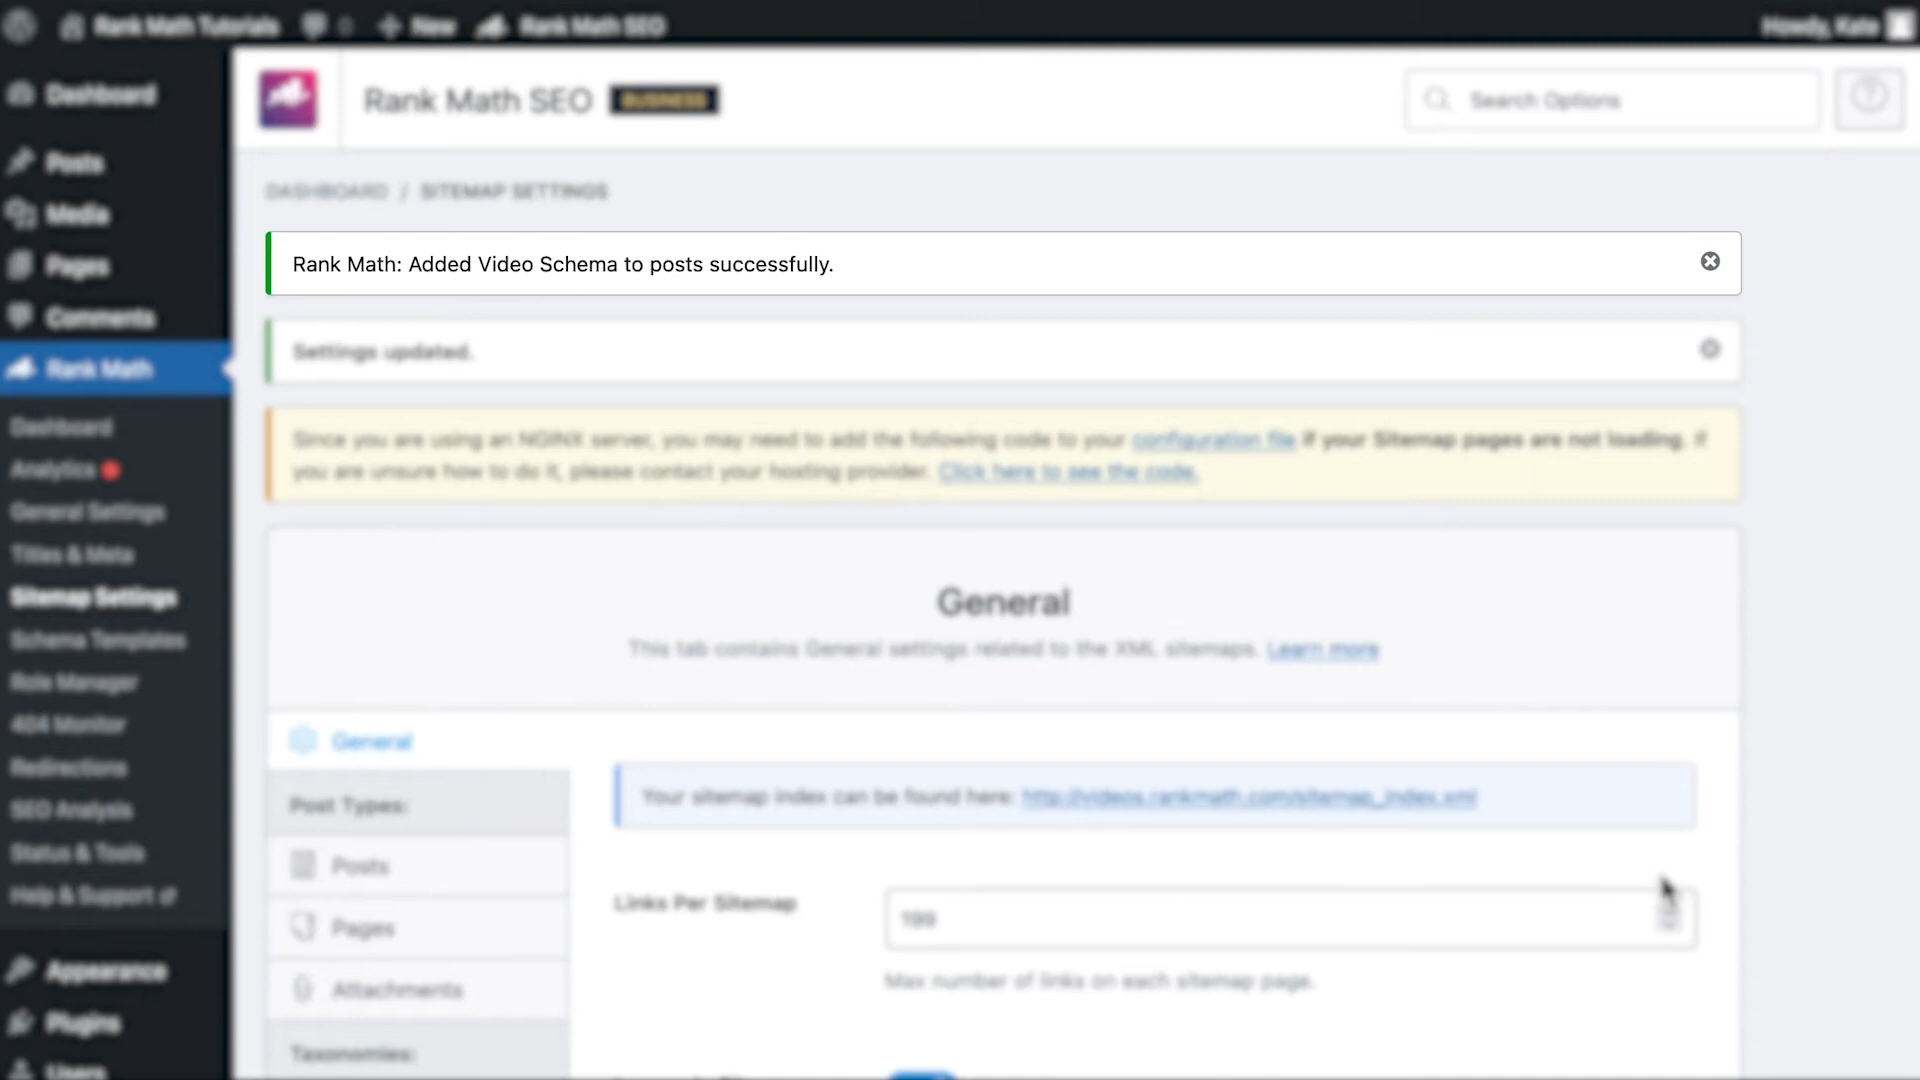 Rank Math Tutorials
0
New
Rank Math SEO
Howdy, Kate
Dashboard
Posts
Media
Pages
Comments
Rank Math
Dashboard
Analytics
General Settings
Titles & Meta
Sitemap Settings
Schema Templates
Role Manager
404 Monitor
Redirections
SEO Analysis
Status & Tools
Help & Support
Appearance
Plugins
Users
Rank Math SEO
BUSINESS
Search Options
DASHBOARD / SITEMAP SETTINGS
Rank Math: Added Video Schema to posts successfully.
Settings updated.
Since you are using an NGINX server, you may need to add the following code to your configuration file if your Sitemap pages are not loading. If
you are unsure how to do it, please contact your hosting provider. Click here to see the code.
General
This tab contains General settings related to the XML sitemaps. Learn more
General
Post Types:
Posts
Pages
Attachments
Taxonomies:
Your sitemap index can be found here: http://videos.rankmath.com/sitemap_index.xml
Links Per Sitemap
199
Max number of links on each sitemap page.